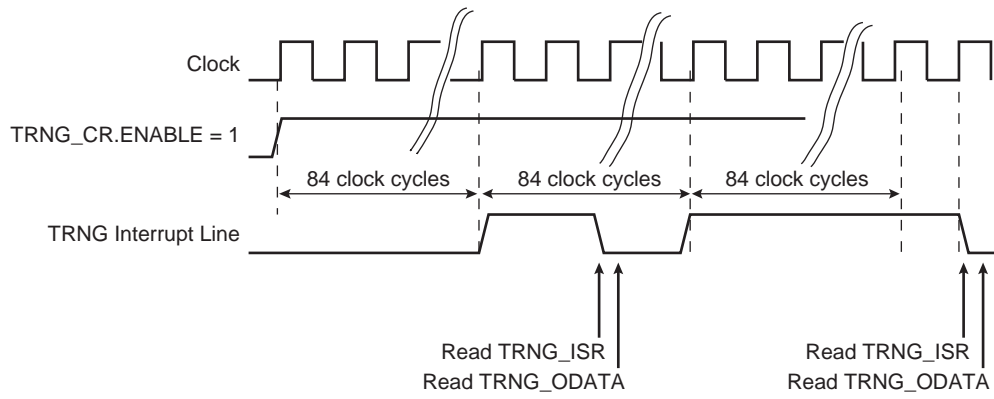 Clock
TRNG_CR.ENABLE = 1
84 clock cycles
84 clock cycles
84 clock cycles
TRNG Interrupt Line
Read TRNG_ISR
Read TRNG_ISR
Read TRNG_ODATA
Read TRNG_ODATA